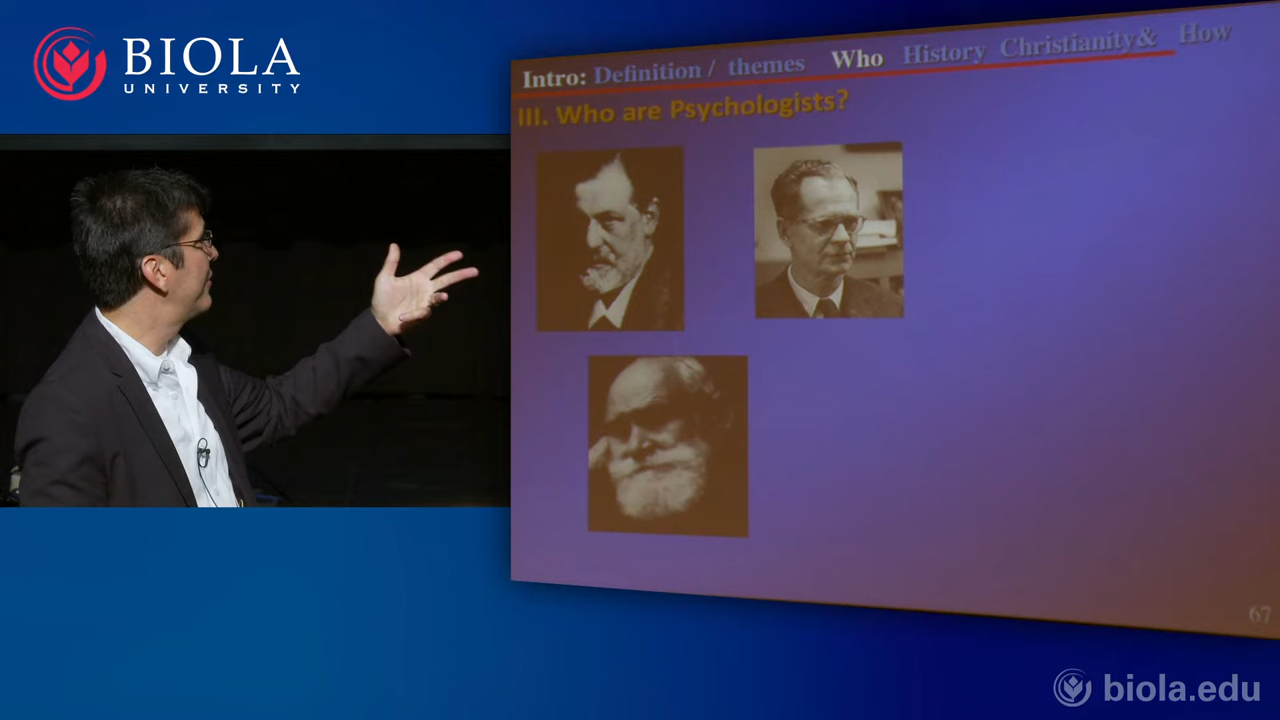 BIOLA
UNIVERSITY
Intro: Definition / themes Who History Christianity& How
III. Who are Psychologists?
67
biola.edu